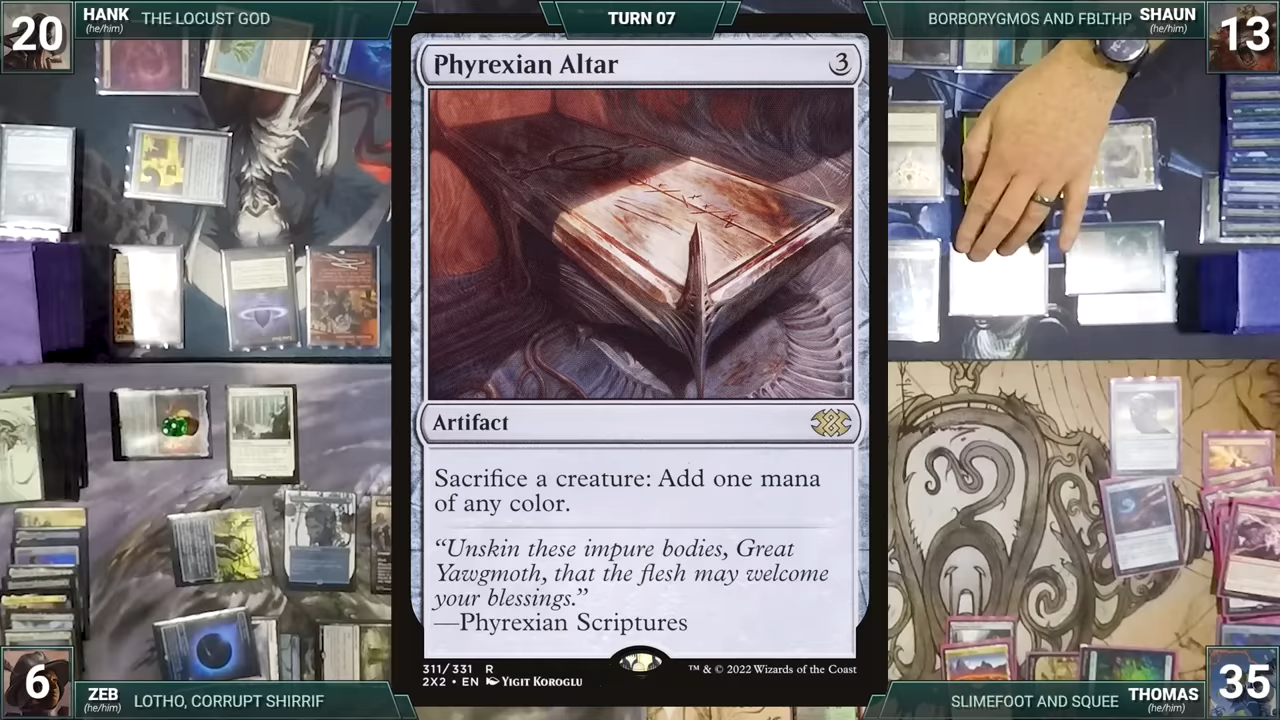 20
HANK
(he/him)
THE LOCUST GOD
TURN 07
BORBORYGMOS AND FBLTHP
SHAUN
(he/him)
13
Phyrexian Altar
3
Artifact
Sacrifice a creature: Add one mana
of any color.
“Unskin these impure bodies, Great
Yawgmoth, that the flesh may welcome
your blessings.”
—Phyrexian Scriptures
311/331 R
2X2 • EN YIGIT KOROGLU
™ & © 2022 Wizards of the Coast
6
ZEB
(he/him)
LOTHO, CORRUPT SHIRRIF
SLIMEFOOT AND SQUEE
THOMAS
(he/him)
35